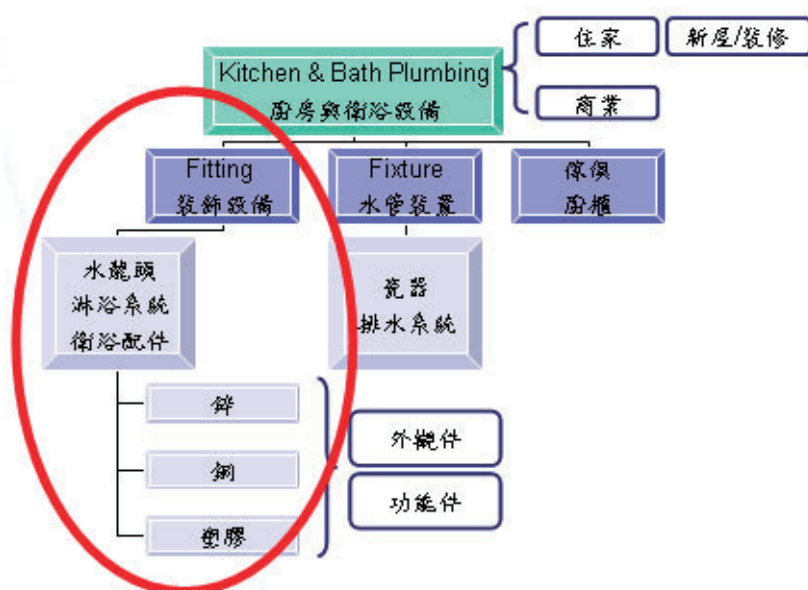 住家
新屋/裝修
Kitchen & Bath Plumbing
廚房與衛浴設備
商業
Fitting
裝飾設備
Fixture
水管裝置
傢俱
廚櫃
水龍頭
淋浴系統
衛浴配件
瓷器
排水系統
鋅
銅
塑膠
外觀件
功能件